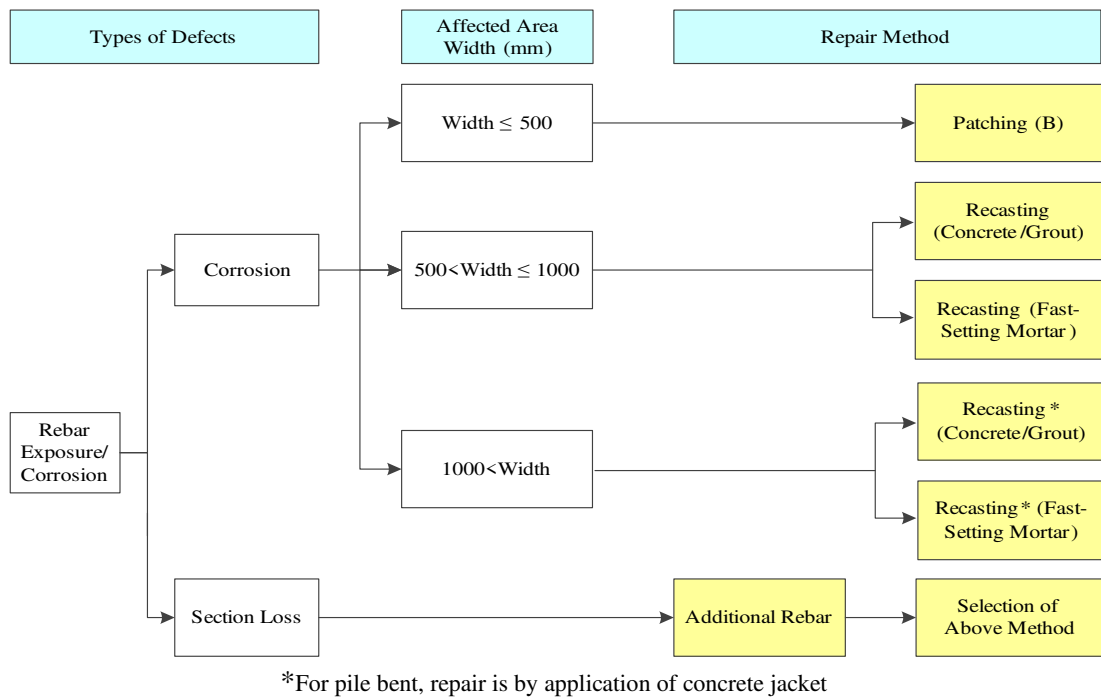 Types of Defects
Affected Area
Width (mm)
Repair Method
Width ≤ 500
Patching (B)
Recasting
(Concrete/Grout)
Corrosion
500<Width ≤ 1000
Recasting (Fast-
Setting Mortar)
Rebar
Exposure/
Corrosion
Recasting *
(Concrete/Grout)
1000<Width
Recasting* (Fast-
Setting Mortar)
Section Loss
Additional Rebar
Selection of
Above Method
*For pile bent, repair is by application of concrete jacket